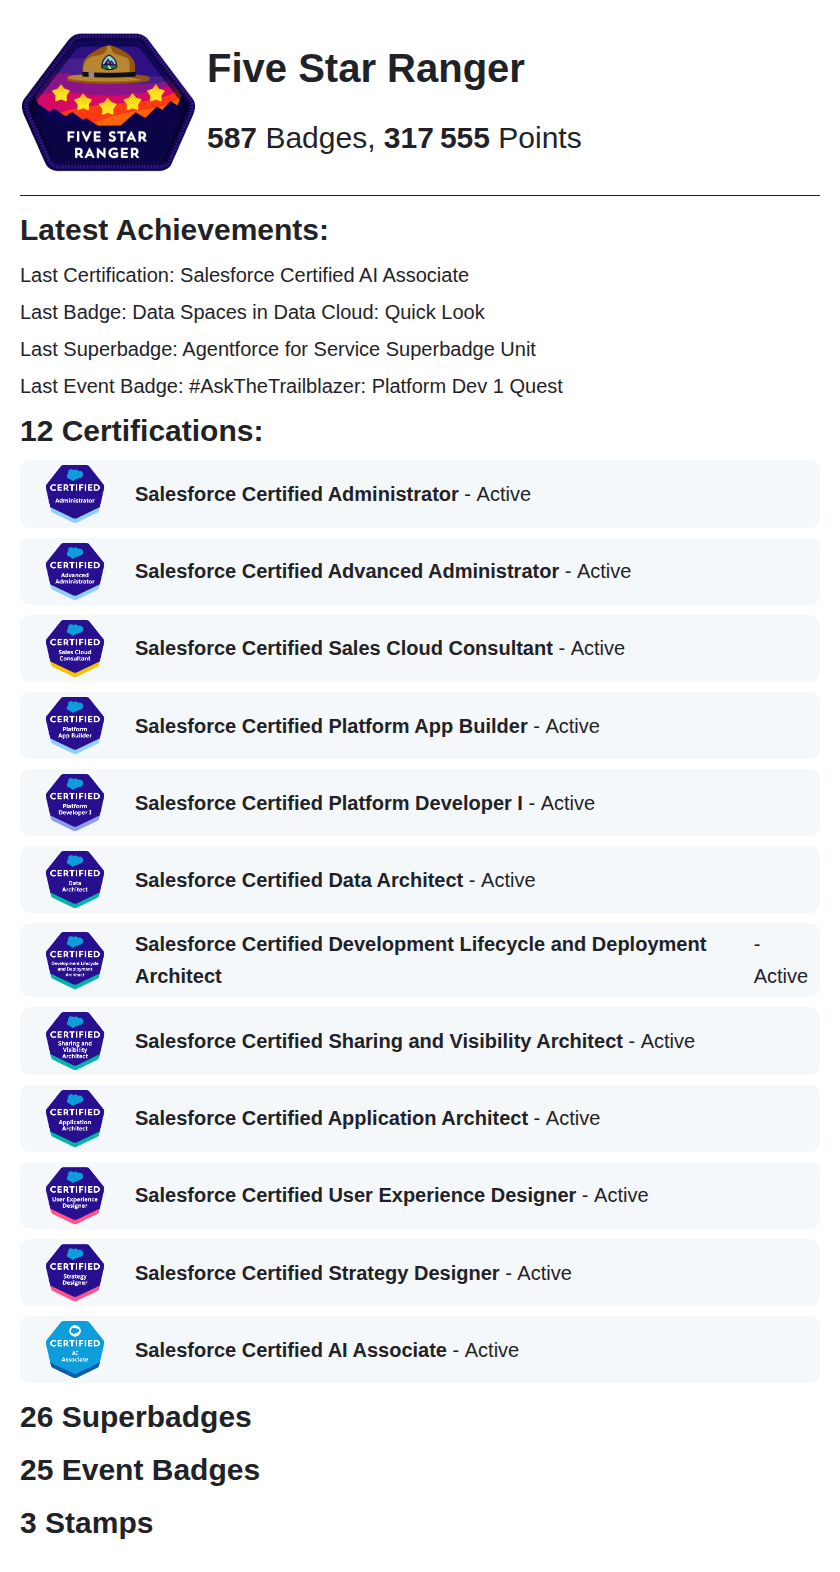 FIVE STAR
RANGER
Five Star Ranger
587 Badges, 317 555 Points
Latest Achievements:
Last Certification: Salesforce Certified AI Associate
Last Badge: Data Spaces in Data Cloud: Quick Look
Last Superbadge: Agentforce for Service Superbadge Unit
Last Event Badge: #AskTheTrailblazer: Platform Dev 1 Quest
12 Certifications:
CERTIFIED
Administrator
Salesforce Certified Administrator - Active
CERTIFIED
Advanced
Administrator
Salesforce Certified Advanced Administrator - Active
CERTIFIED
Sales Cloud
Consultant
Salesforce Certified Sales Cloud Consultant - Active
CERTIFIED
Platform
App Builder
Salesforce Certified Platform App Builder - Active
CERTIFIED
Platform
Developer I
Salesforce Certified Platform Developer I - Active
CERTIFIED
Data
Architect
Salesforce Certified Data Architect - Active
CERTIFIED
Development Lifecycle
and Deployment
Architect
Salesforce Certified Development Lifecycle and Deployment -
Architect Active
CERTIFIED
Sharing and
Visibility
Architect
Salesforce Certified Sharing and Visibility Architect - Active
CERTIFIED
Application
Architect
Salesforce Certified Application Architect - Active
CERTIFIED
User Experience
Designer
Salesforce Certified User Experience Designer - Active
CERTIFIED
Strategy
Designer
Salesforce Certified Strategy Designer - Active
CERTIFIED
AI
Associate
Salesforce Certified AI Associate - Active
26 Superbadges
25 Event Badges
3 Stamps